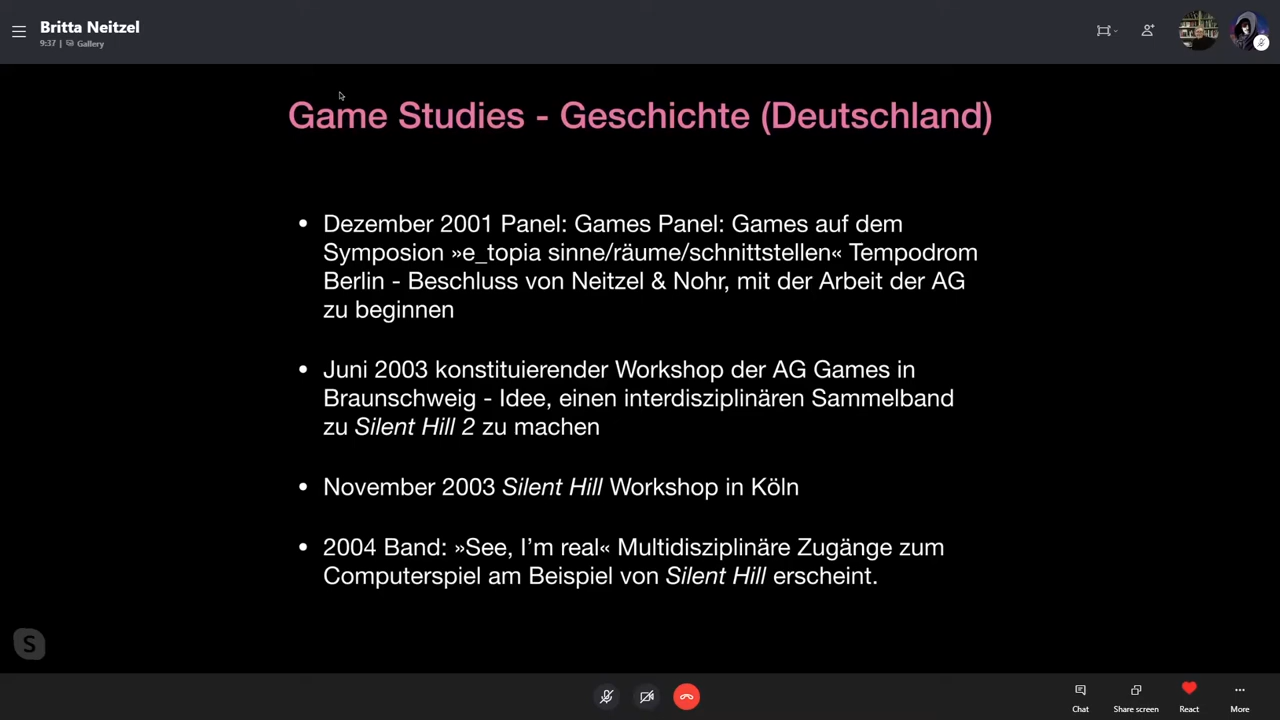 Britta Neitzel
9:37 | Gallery
Game Studies - Geschichte (Deutschland)
• Dezember 2001 Panel: Games Panel: Games auf dem
Symposion »e_topia sinne/räume/schnittstellen« Tempodrom
Berlin - Beschluss von Neitzel & Nohr, mit der Arbeit der AG
zu beginnen
• Juni 2003 konstituierender Workshop der AG Games in
Braunschweig - Idee, einen interdisziplinären Sammelband
zu Silent Hill 2 zu machen
• November 2003 Silent Hill Workshop in Köln
• 2004 Band: »See, I’m real« Multidisziplinäre Zugänge zum
Computerspiel am Beispiel von Silent Hill erscheint.
S
Chat
Share screen
React
More